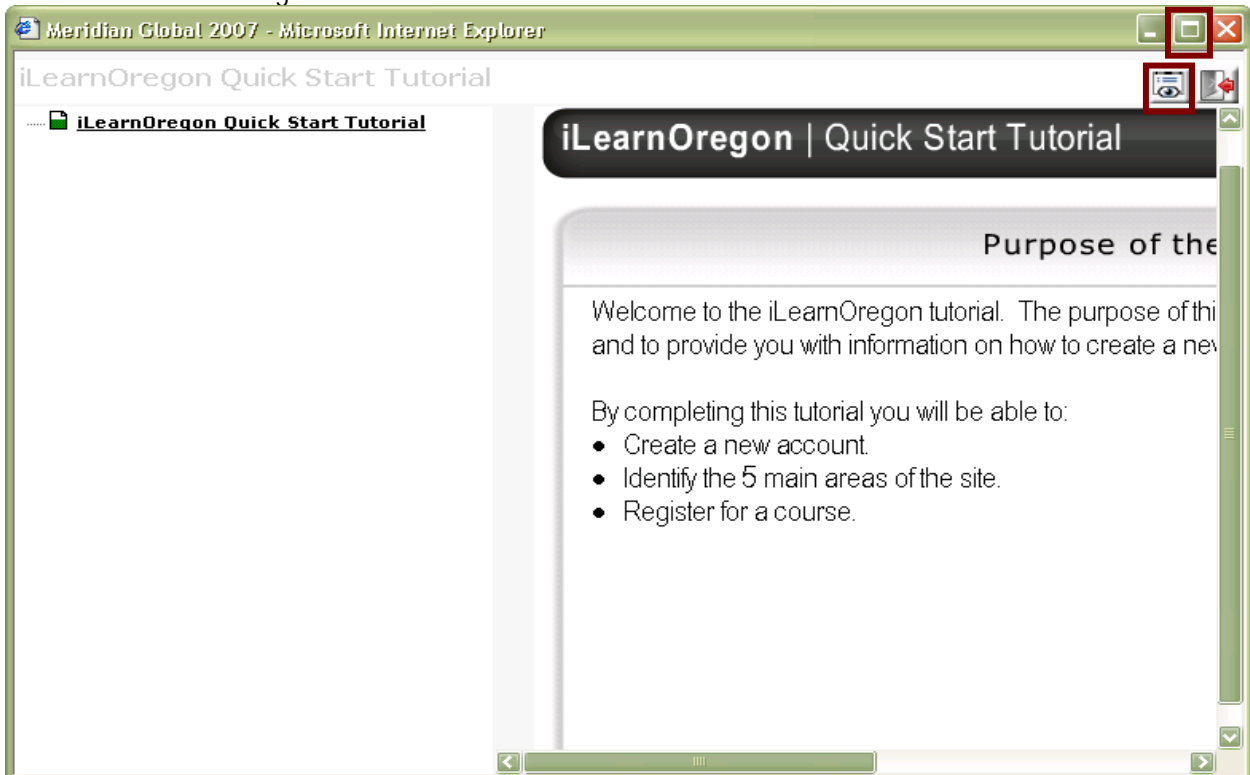 Meridian Global 2007 - Microsoft Internet Explorer
iLearnOregon Quick Start Tutorial
iLearnOregon Quick Start Tutorial
iLearnOregon | Quick Start Tutorial
Purpose of the
Welcome to the iLearnOregon tutorial. The purpose of thi
and to provide you with information on how to create a ne
By completing this tutorial you will be able to:
• Create a new account.
• Identify the 5 main areas of the site.
• Register for a course.